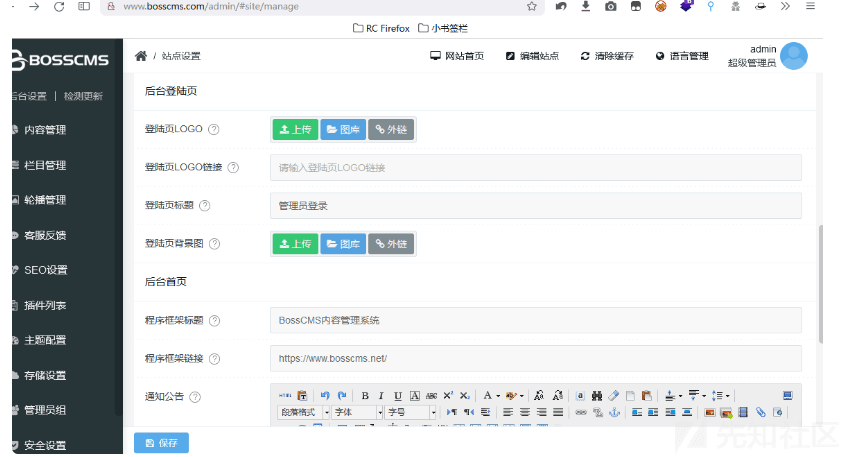 www.bosscms.com/admin/#site/manage
RC Firefox 小书签栏
BOSSCMS
后台设置 | 检测更新
内容管理
栏目管理
轮播管理
客服反馈
SEO设置
插件列表
主题配置
存储设置
管理员组
安全设置
/ 站点设置
网站首页 编辑站点 清除缓存 语言管理
admin
超级管理员
后台登陆页
登陆页LOGO ? 上传 图库 外链
登陆页LOGO链接 ? 请输入登陆页LOGO链接
登陆页标题 ? 管理员登录
登陆页背景图 ? 上传 图库 外链
后台首页
程序框架标题 ? BossCMS内容管理系统
程序框架链接 ? https://www.bosscms.net/
通知公告 ?
HTML B I U A ABC X² X₂ A
段落格式 字体 字号
保存
先知社区